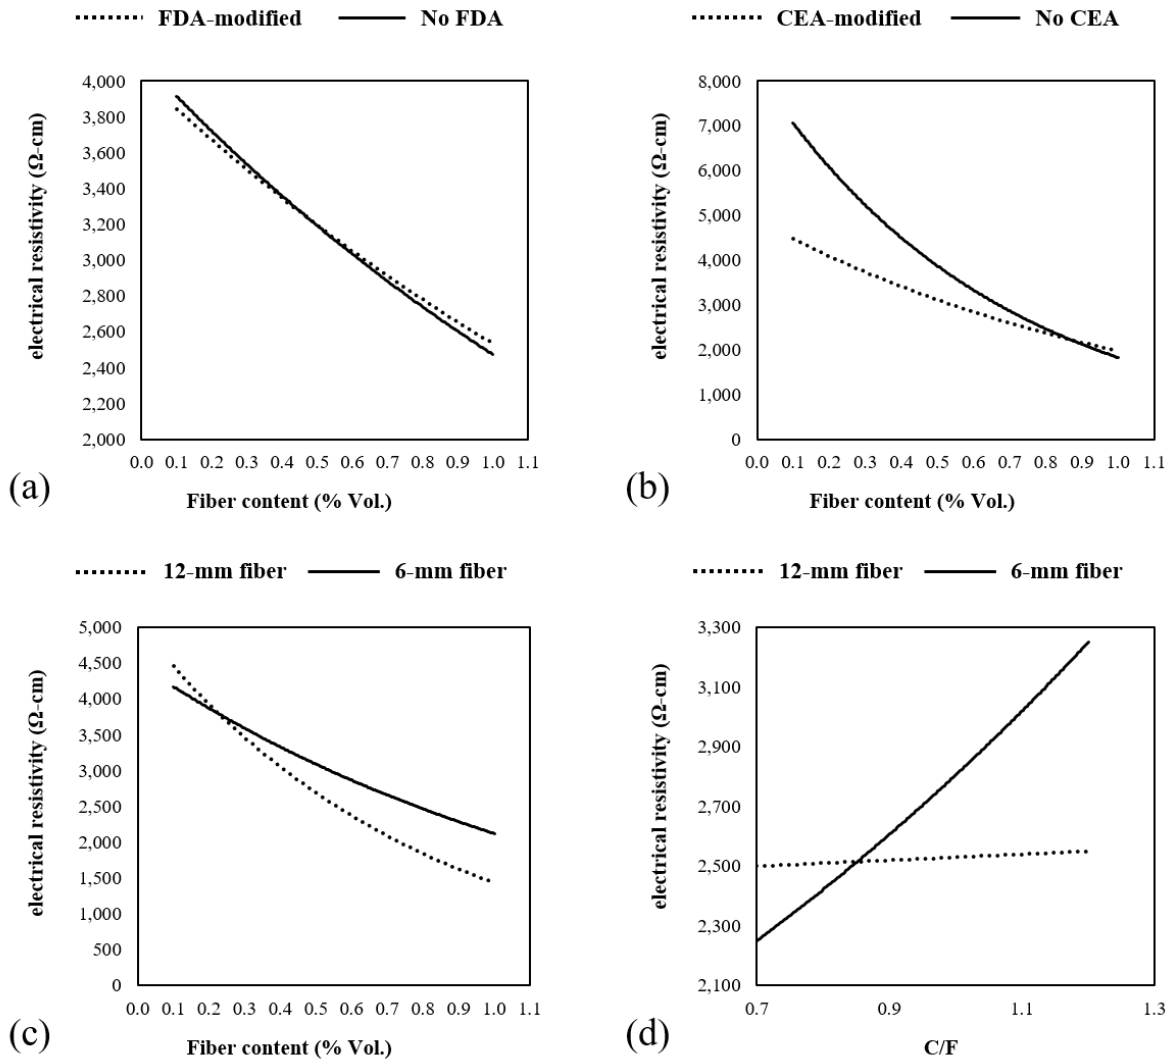 FDA-modified No FDA
electrical resistivity (Ω-cm)
4,000
3,800
3,600
3,400
3,200
3,000
2,800
2,600
2,400
2,200
2,000
0.0 0.1 0.2 0.3 0.4 0.5 0.6 0.7 0.8 0.9 1.0 1.1
Fiber content (% Vol.)
(a)
CEA-modified No CEA
electrical resistivity (Ω-cm)
8,000
7,000
6,000
5,000
4,000
3,000
2,000
1,000
0
0.0 0.1 0.2 0.3 0.4 0.5 0.6 0.7 0.8 0.9 1.0 1.1
Fiber content (% Vol.)
(b)
12-mm fiber 6-mm fiber
electrical resistivity (Ω-cm)
5,000
4,500
4,000
3,500
3,000
2,500
2,000
1,500
1,000
500
0
0.0 0.1 0.2 0.3 0.4 0.5 0.6 0.7 0.8 0.9 1.0 1.1
Fiber content (% Vol.)
(c)
12-mm fiber 6-mm fiber
electrical resistivity (Ω-cm)
3,300
3,100
2,900
2,700
2,500
2,300
2,100
0.7 0.9 1.1 1.3
C/F
(d)